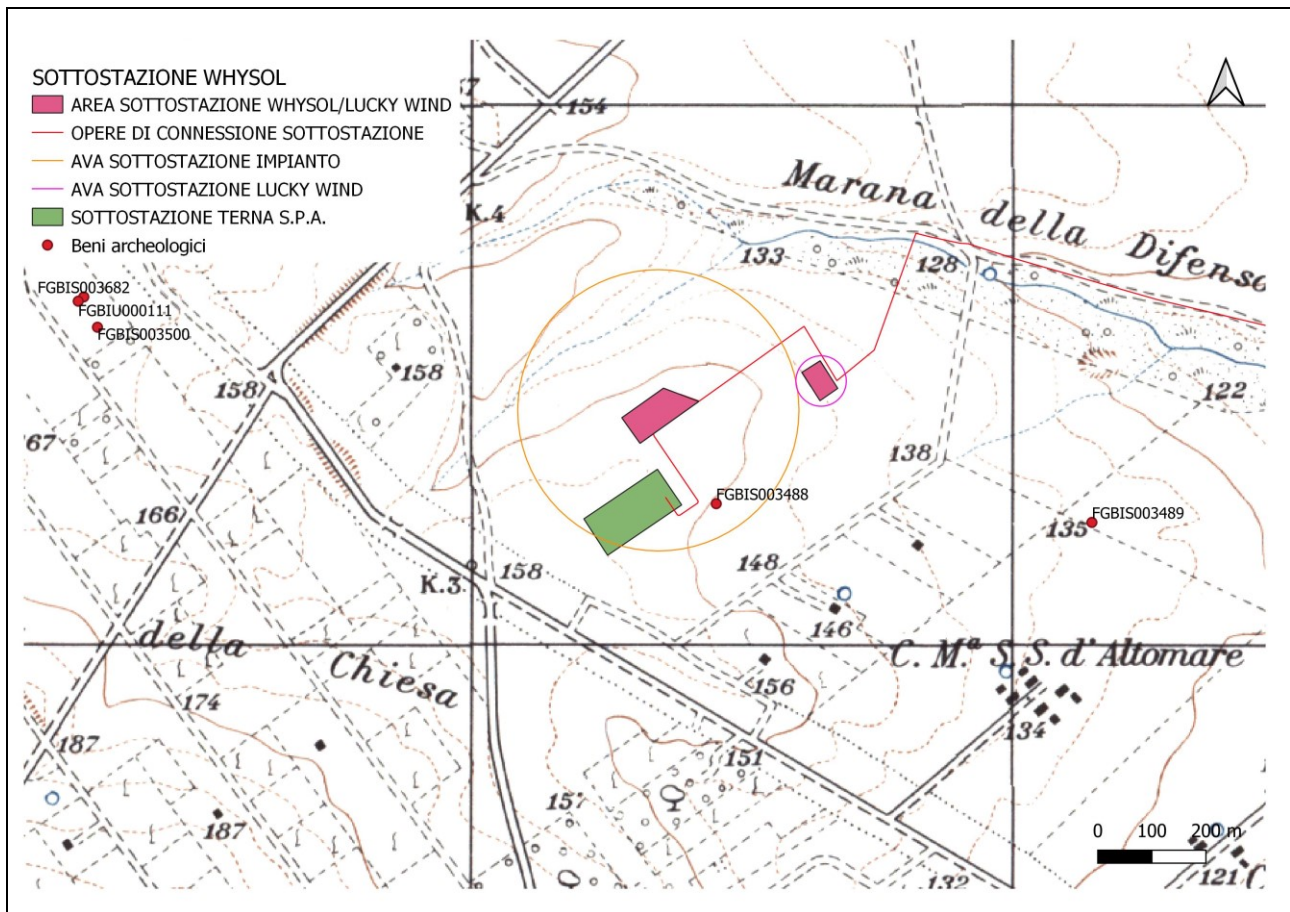 SOTTOSTAZIONE WHYSOL
AREA SOTTOSTAZIONE WHYSOL/LUCKY WIND
OPERE DI CONNESSIONE SOTTOSTAZIONE
AVA SOTTOSTAZIONE IMPIANTO
AVA SOTTOSTAZIONE LUCKY WIND
SOTTOSTAZIONE TERNA S.P.A.
Beni archeologici
154
K.4
Marana della Difenso
133
128
FGBIS003682
FGBIU000111
FGBIS003500
158
158
122
67
138
FGBIS003488
FGBIS003489
135
166
148
158
K.3
146
della Chiesa
C. Mª S. S. d'Altomare
174
156
134
187
151
157
187
0 100 200 m
132
121